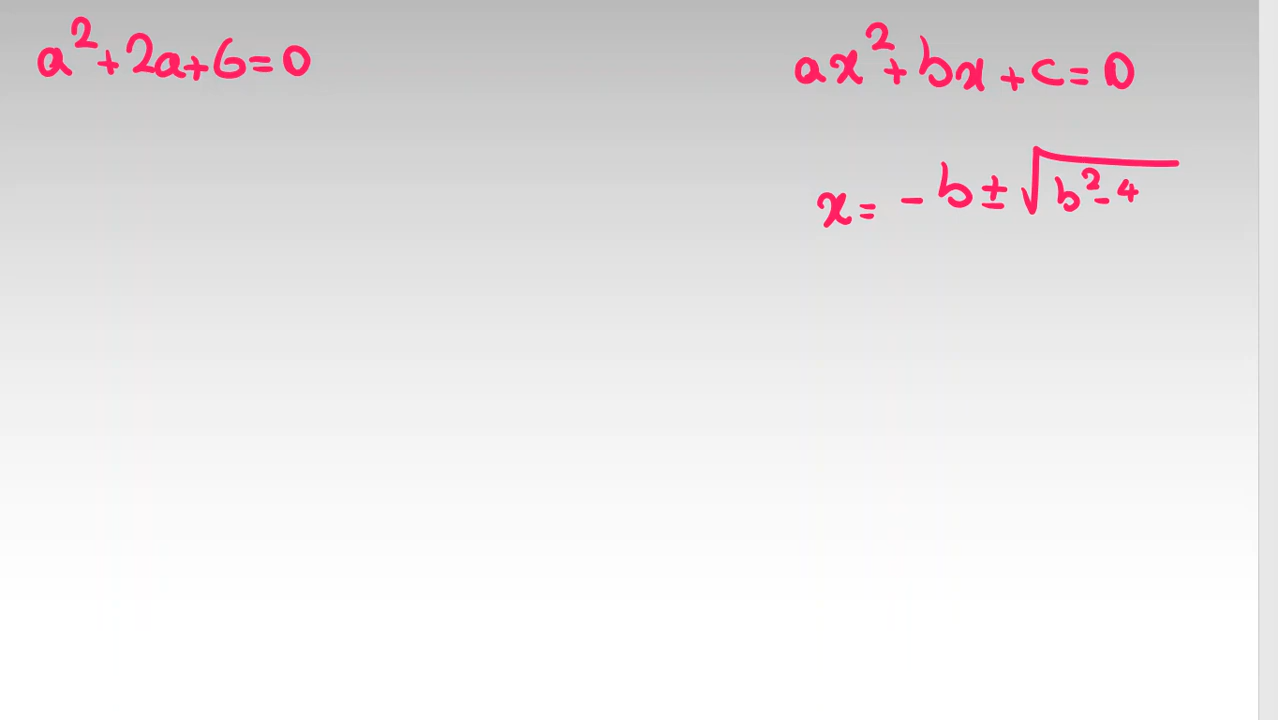 a²+2a+6=0
ax²+bx+c=0
x= -b±√b²-4